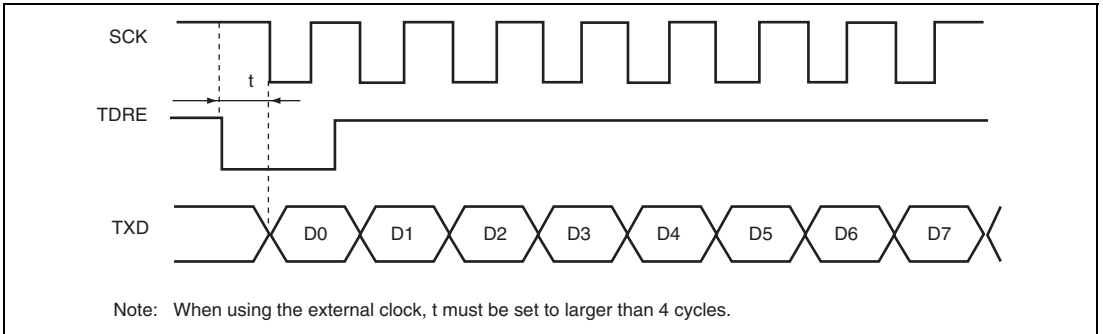 SCK
t
TDRE
TXD
D0 D1 D2 D3 D4 D5 D6 D7
Note: When using the external clock, t must be set to larger than 4 cycles.